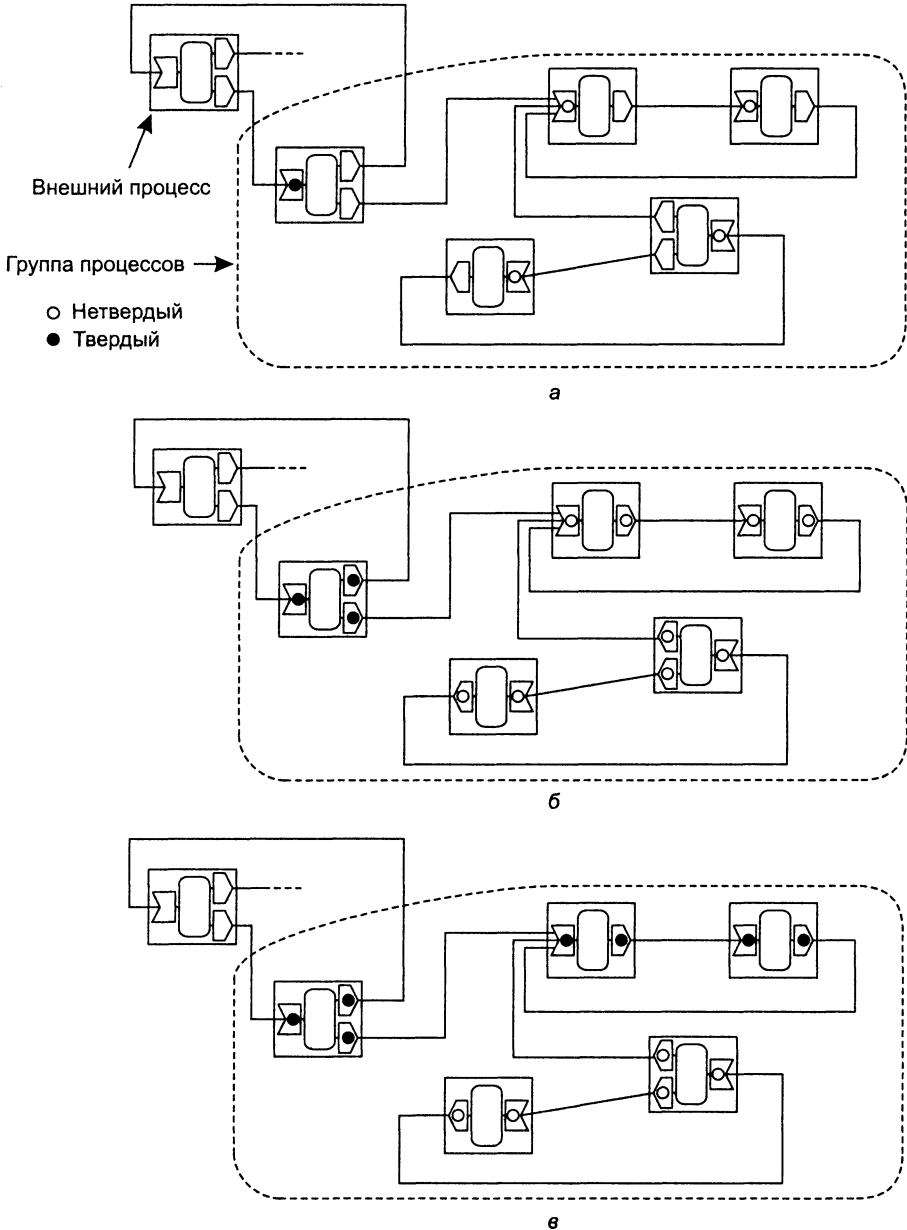 Внешний процесс
Группа процессов
Нетвердый
Твердый
а
б
в